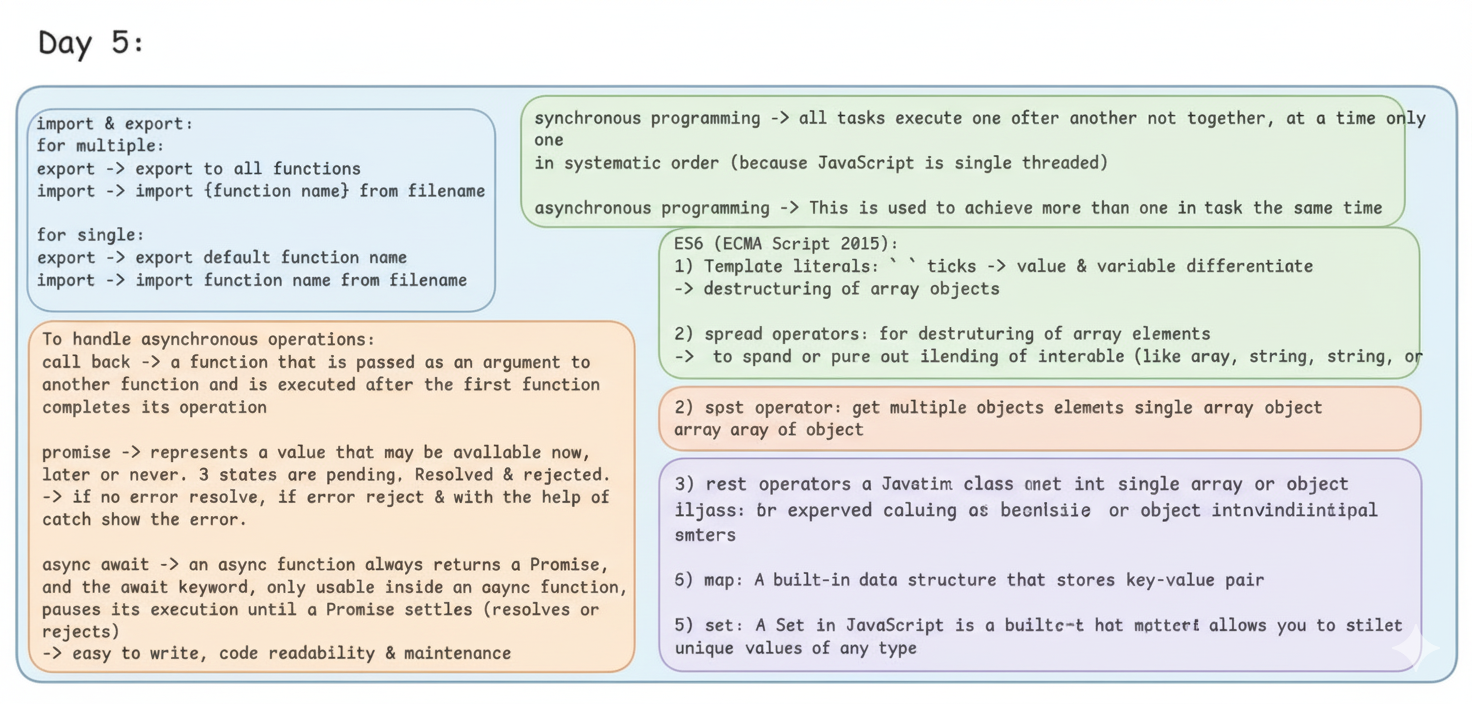 Day 5:
import & export:
for multiple:
export -> export to all functions
import -> import {function name} from filename
for single:
export -> export default function name
import -> import function name from filename
To handle asynchronous operations:
call back -> a function that is passed as an argument to
another function and is executed after the first function
completes its operation
promise -> represents a value that may be avallable now,
later or never. 3 states are pending, Resolved & rejected.
-> if no error resolve, if error reject & with the help of
catch show the error.
async await -> an async function always returns a Promise,
and the await keyword, only usable inside an aaync function,
pauses its execution until a Promise settles (resolves or
rejects)
-> easy to write, code readability & maintenance
synchronous programming -> all tasks execute one ofter another not together, at a time only
one
in systematic order (because JavaScript is single threaded)
asynchronous programming -> This is used to achieve more than one in task the same time
ES6 (ECMA Script 2015):
1) Template literals: ` ` ticks -> value & variable differentiate
-> destructuring of array objects
2) spread operators: for destruturing of array elements
-> to spand or pure out ilending of interable (like aray, string, string, or
2) spst operator: get multiple objects single array object
array aray of object
3) rest operators a class int single array or object
iljass: experved caluing or object
smters
6) map: A built-in data structure that stores key-value pair
5) set: A Set in JavaScript is a hat allows you to stilet
unique values of any type